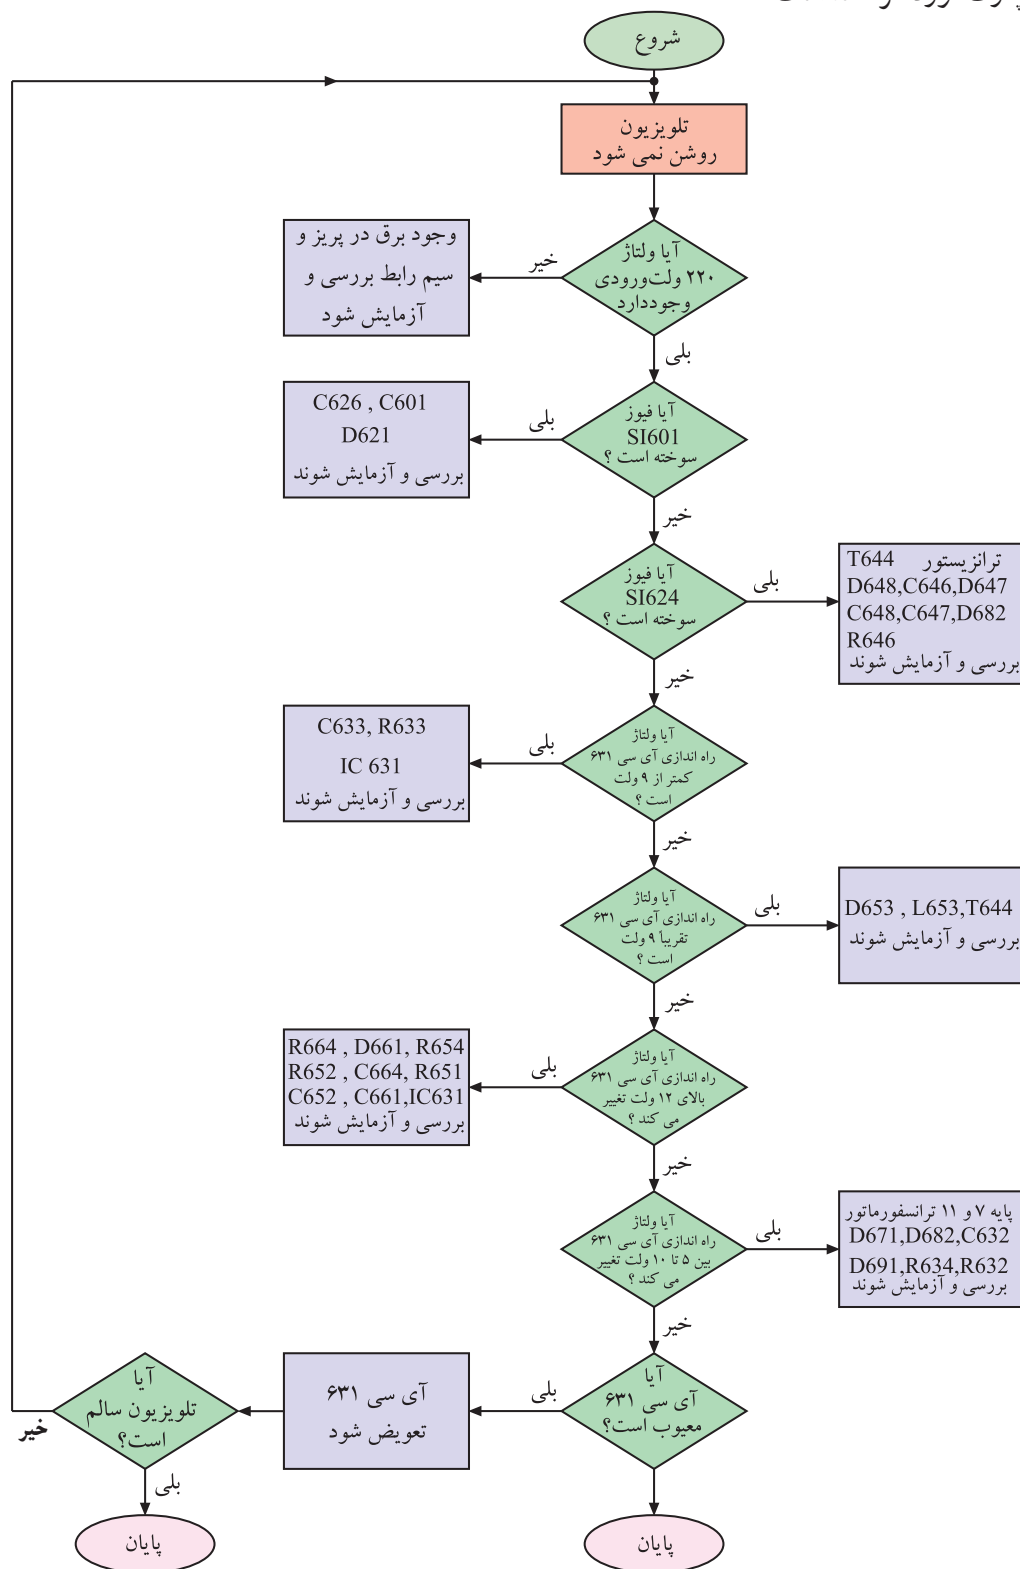 شروع
تلویزیون
روشن نمی شود
آیا ولتاژ
۲۲۰ ولت‌ورودی
وجوددارد
خیر
وجود برق در پریز و
سیم رابط بررسی و
آزمایش شود
بلی
آیا فیوز
SI601
سوخته است ؟
بلی
C626 , C601
D621
بررسی و آزمایش شوند
خیر
آیا فیوز
SI624
سوخته است ؟
بلی
ترانزیستور T644
D648,C646,D647
C648,C647,D682
R646
بررسی و آزمایش شوند
خیر
آیا ولتاژ
راه اندازی آی سی ۶۳۱
کمتر از ۹ ولت
است ؟
بلی
C633, R633
IC 631
بررسی و آزمایش شوند
خیر
آیا ولتاژ
راه اندازی آی سی ۶۳۱
تقریباً ۹ ولت
است ؟
بلی
D653 , L653,T644
بررسی و آزمایش شوند
خیر
آیا ولتاژ
راه اندازی آی سی ۶۳۱
بالای ۱۲ ولت تغییر
می کند ؟
بلی
R664 , D661, R654
R652 , C664, R651
C652 , C661,IC631
بررسی و آزمایش شوند
خیر
آیا ولتاژ
راه اندازی آی سی ۶۳۱
بین ۵ تا ۱۰ ولت تغییر
می کند ؟
بلی
پایه ۷ و ۱۱ ترانسفورماتور
D671,D682,C632
D691,R634,R632
بررسی و آزمایش شوند
خیر
آیا
آی سی ۶۳۱
معیوب است؟
بلی
آی سی ۶۳۱
تعویض شود
آیا
تلویزیون سالم
است؟
خیر
بلی
پایان
پایان